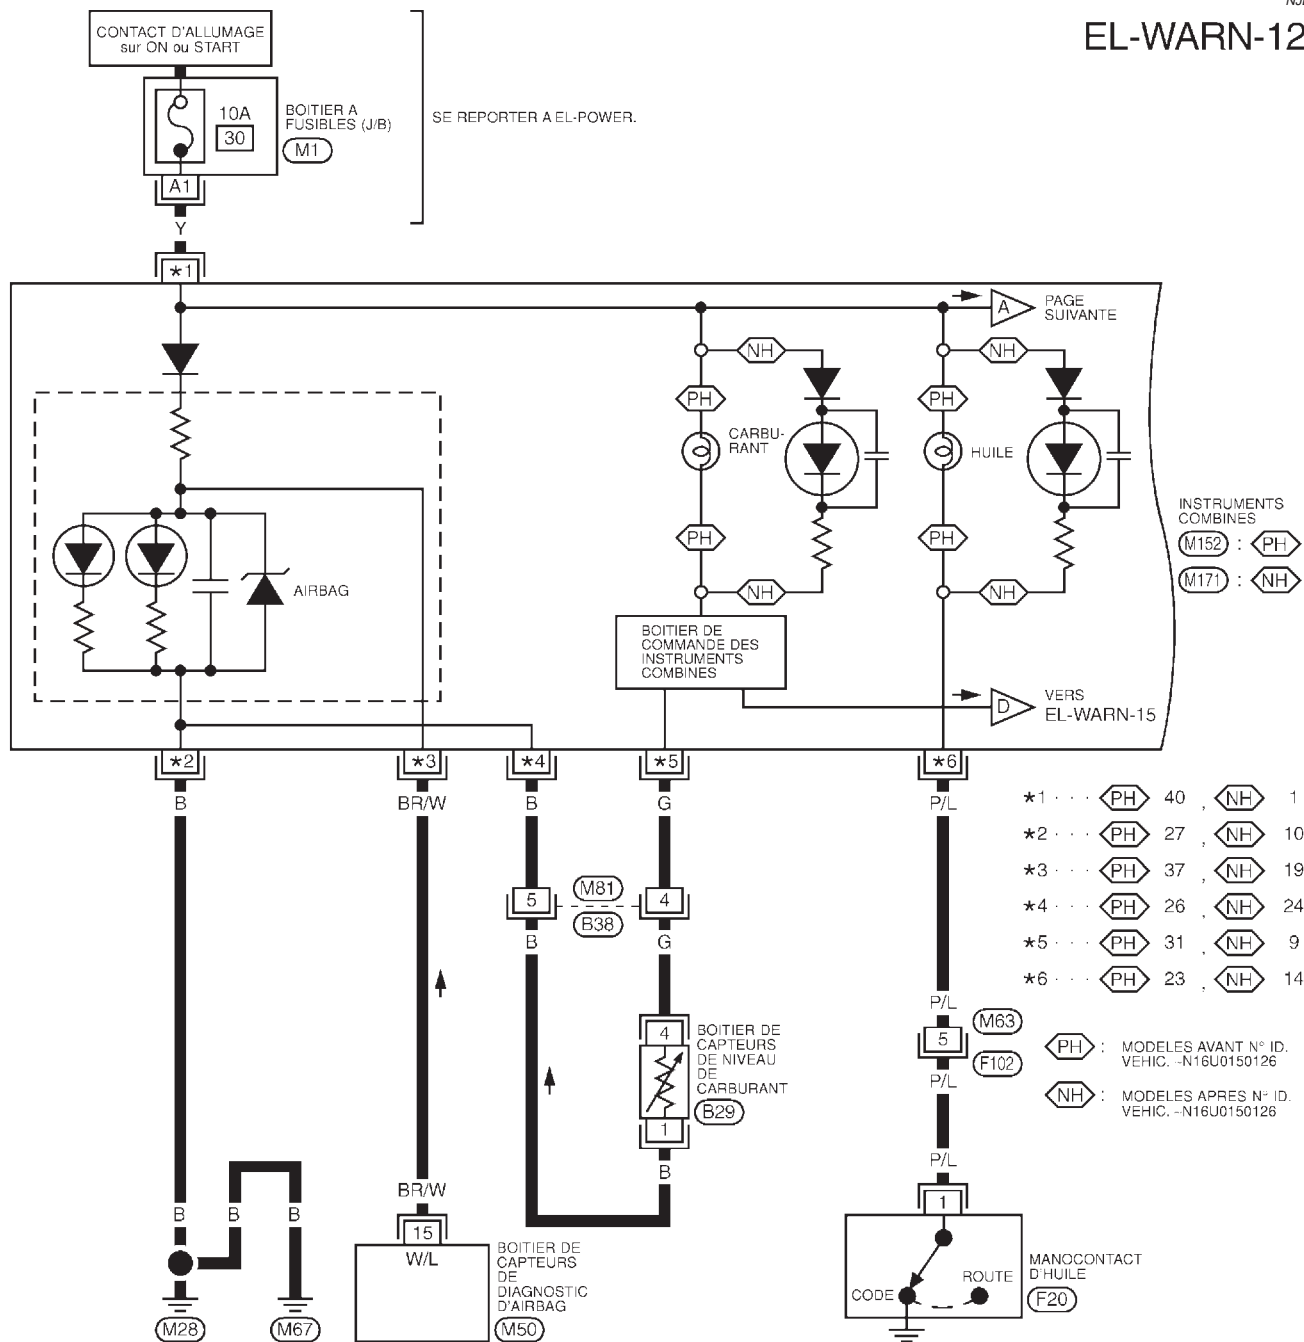 EL-WARN-12
CONTACT D'ALLUMAGE
sur ON ou START
10A
30
BOITIER A
FUSIBLES (J/B)
M1
SE REPORTER A EL-POWER.
A1
Y
★1
A
PAGE
SUIVANTE
NH
NH
PH
PH
CARBU-
RANT
HUILE
PH
PH
NH
NH
AIRBAG
INSTRUMENTS
COMBINES
M152 : PH
M171 : NH
BOITIER DE
COMMANDE DES
INSTRUMENTS
COMBINES
D
VERS
EL-WARN-15
★2
★3
★4
★5
★6
B
BR/W
B
G
P/L
★1 · · · PH 40 , NH 1
★2 · · · PH 27 , NH 10
★3 · · · PH 37 , NH 19
★4 · · · PH 26 , NH 24
★5 · · · PH 31 , NH 9
★6 · · · PH 23 , NH 14
5
M81
B38
4
B
G
P/L
5
M63
F102
P/L
PH : MODELES AVANT N° ID.
VEHIC. -N16U0150126
NH : MODELES APRES N° ID.
VEHIC. -N16U0150126
4
BOITIER DE
CAPTEURS
DE NIVEAU
DE
CARBURANT
B29
1
B
P/L
1
BR/W
B
B
B
15
W/L
BOITIER DE
CAPTEURS
DE
DIAGNOSTIC
D'AIRBAG
M50
CODE
ROUTE
MANOCONTACT
D'HUILE
F20
M28
M67